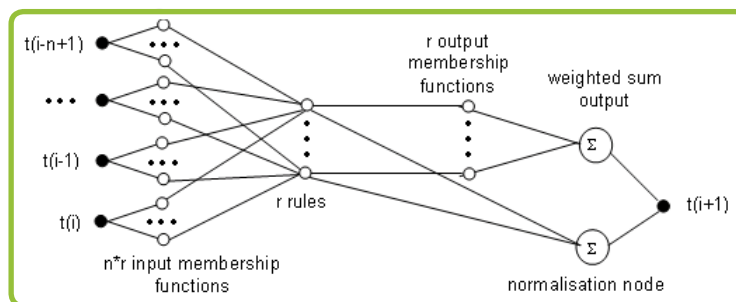 t(i-n+1)
• • •
t(i-1)
t(i)
n*r input membership
functions
r rules
r output
membership
functions
weighted sum
output
Σ
Σ
normalisation node
t(i+1)